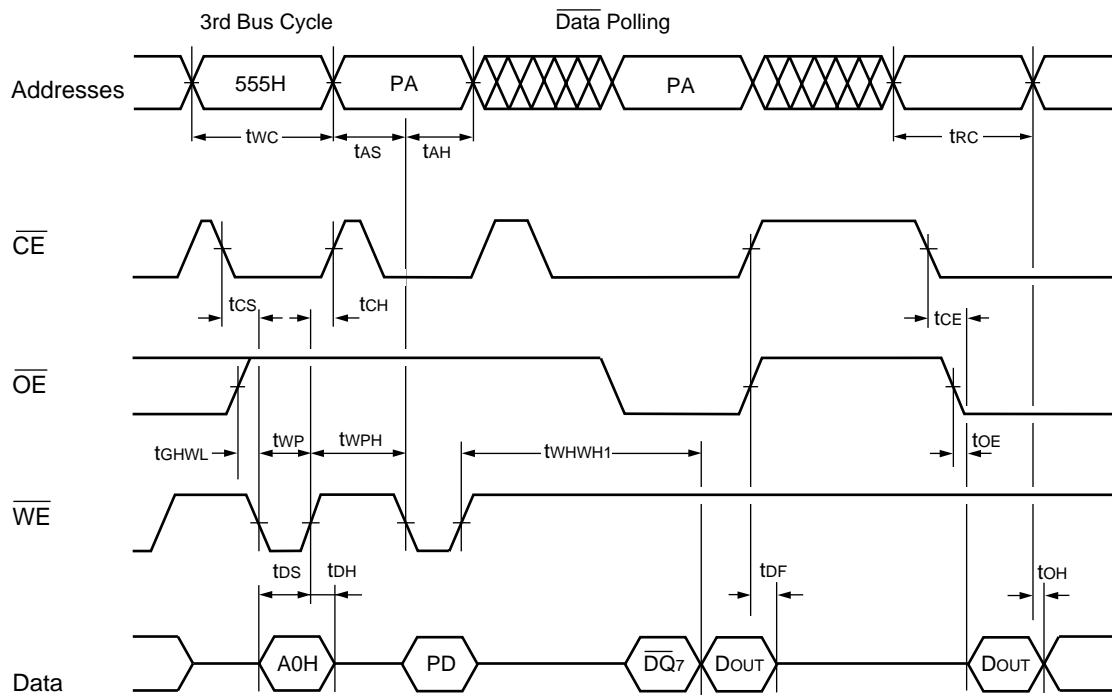 3rd Bus Cycle
Data Polling
Addresses
555H
PA
PA
tWC
tAS
tAH
tRC
CE
tCS
tCH
tCE
OE
tGHWL
tWP
tWPH
tWHWH1
tOE
WE
tDS
tDH
tDF
tOH
Data
A0H
PD
DQ7
DOUT
DOUT